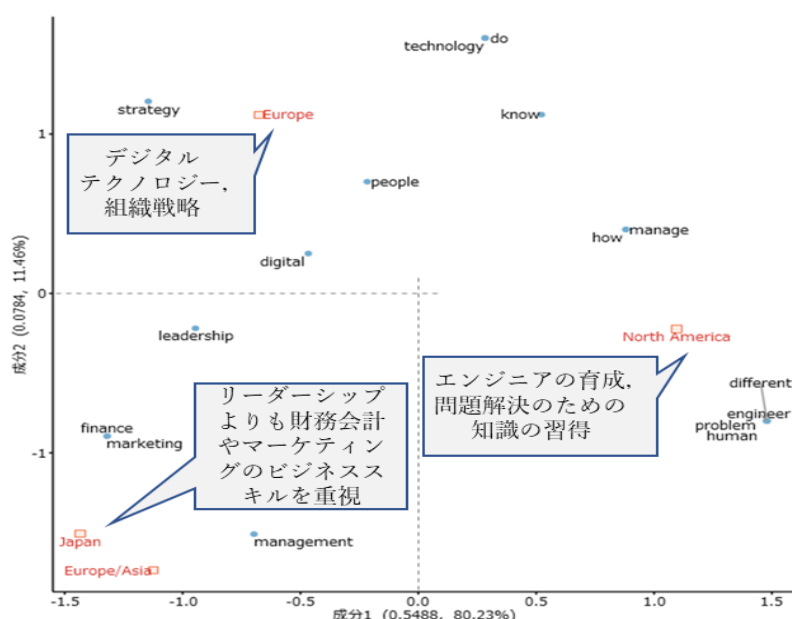 do
technology
strategy
Europe
know
1
デジタル
テクノロジー,
組織戦略
people
manage
how
digital
0
North America
leadership
エンジニアの育成,
問題解決のための
知識の習得
リーダーシップ
よりも財務会計
やマーケティン
グのビジネスス
キルを重視
different
engineer
problem
human
finance
marketing
-1
Japan
management
Europe/Asia
-1.5
-1.0
-0.5
0.0
0.5
1.0
1.5
成分1 (0.5488, 80.23%)
成分2 (0.0784, 11.46%)